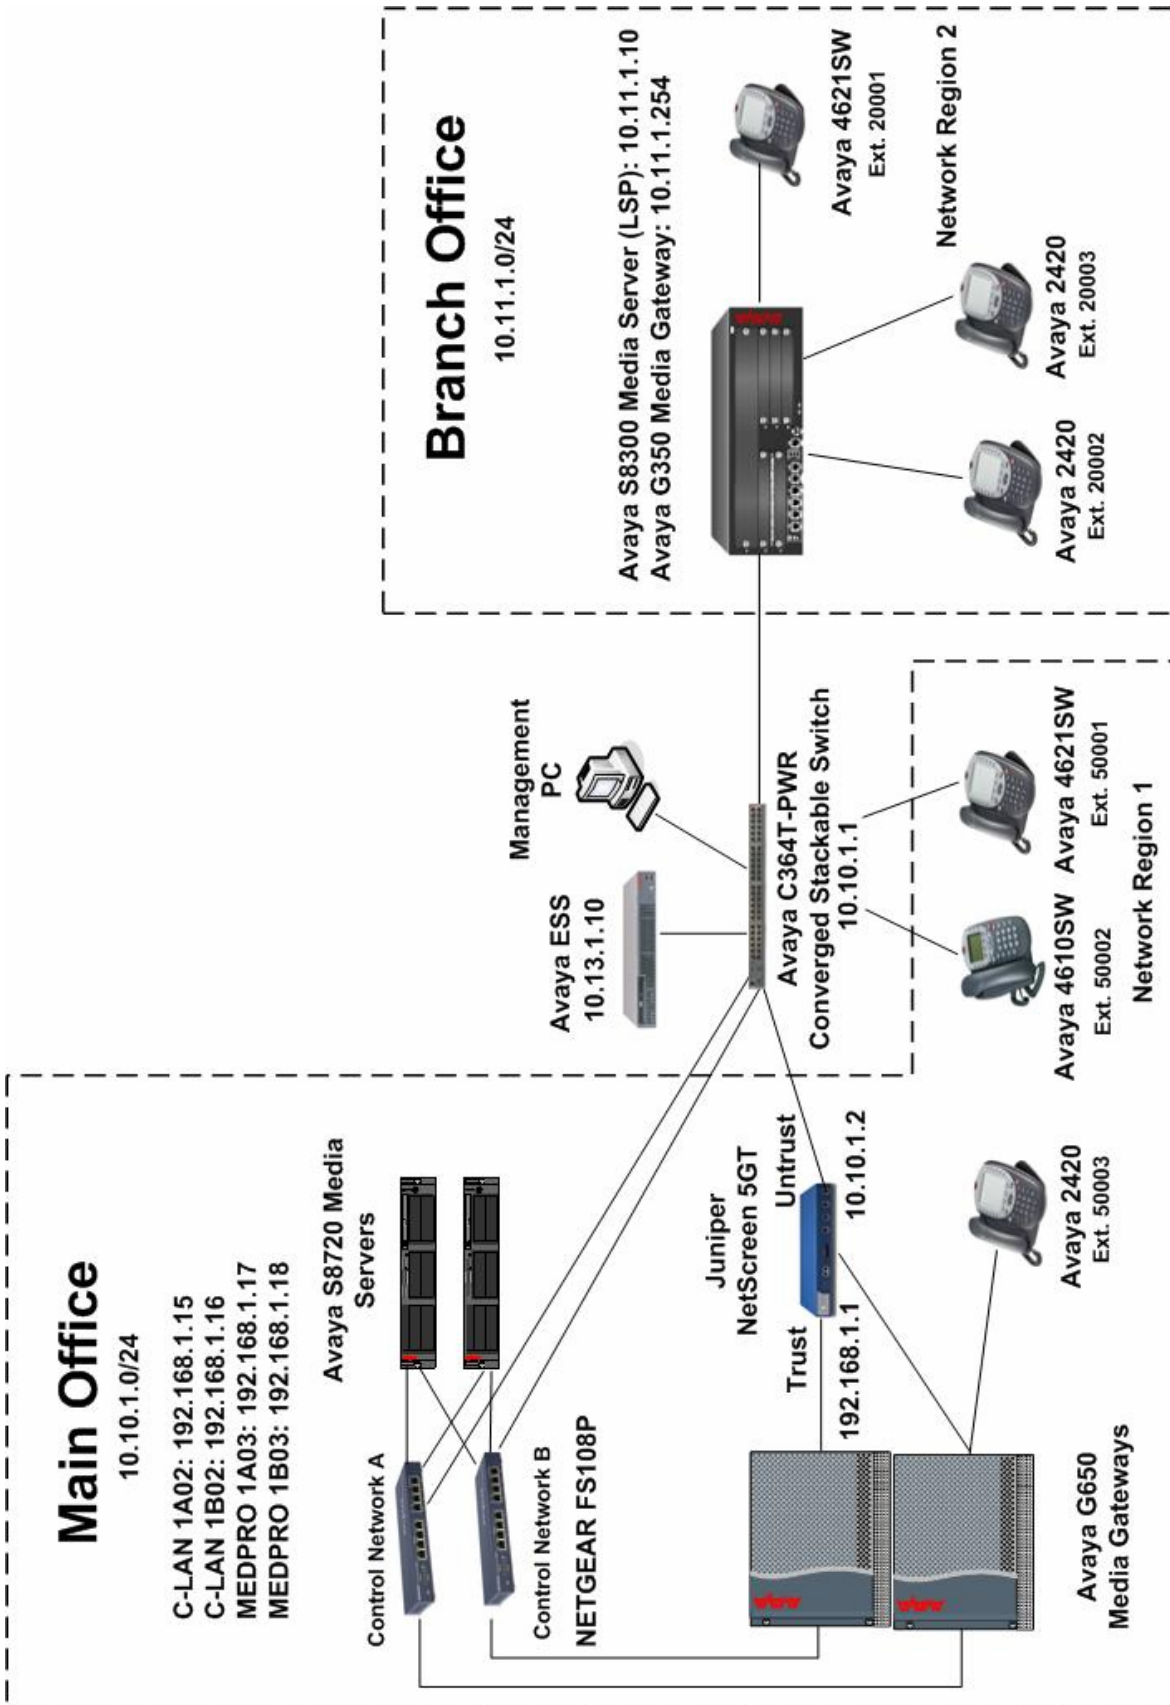 Main Office
10.10.1.0/24
C-LAN 1A02: 192.168.1.15
C-LAN 1B02: 192.168.1.16
MEDPRO 1A03: 192.168.1.17
MEDPRO 1B03: 192.168.1.18
Avaya S8720 Media
Servers
Control Network A
Control Network B
NETGEAR FS108P
Juniper
NetScreen 5GT
Trust
Untrust
192.168.1.1
10.10.1.2
Avaya G650
Media Gateways
AVAYA
AVAYA
Avaya 2420
Ext. 50003
Avaya ESS
10.13.1.10
Management
PC
Avaya C364T-PWR
Converged Stackable Switch
10.10.1.1
Avaya 4610SW
Ext. 50002
Avaya 4621SW
Ext. 50001
Network Region 1
Branch Office
10.11.1.0/24
Avaya S8300 Media Server (LSP): 10.11.1.10
Avaya G350 Media Gateway: 10.11.1.254
AVAYA
Avaya 4621SW
Ext. 20001
Network Region 2
Avaya 2420
Ext. 20002
Avaya 2420
Ext. 20003